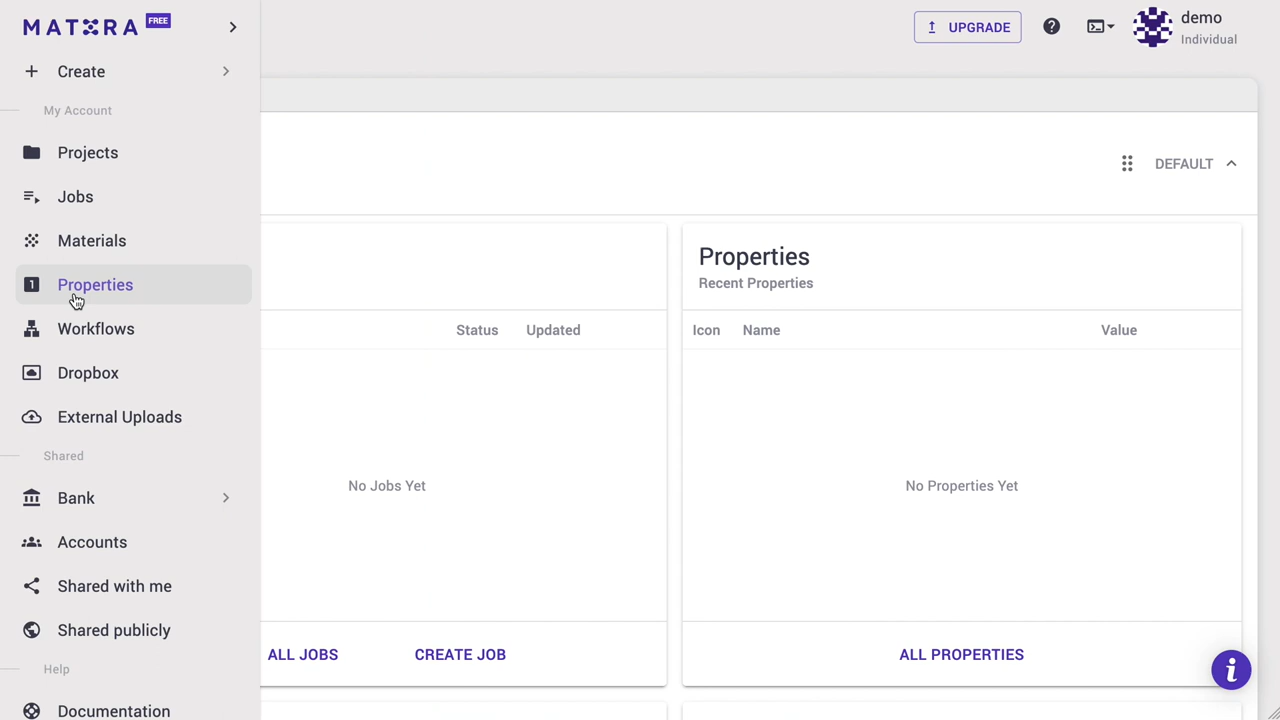 MATERA FREE
Create
My Account
Projects
Jobs
Materials
Properties
Workflows
Dropbox
External Uploads
Shared
Bank
Accounts
Shared with me
Shared publicly
Help
Documentation
UPGRADE
demo
Individual
DEFAULT
Status Updated
No Jobs Yet
ALL JOBS CREATE JOB
Properties
Recent Properties
Icon Name Value
No Properties Yet
ALL PROPERTIES